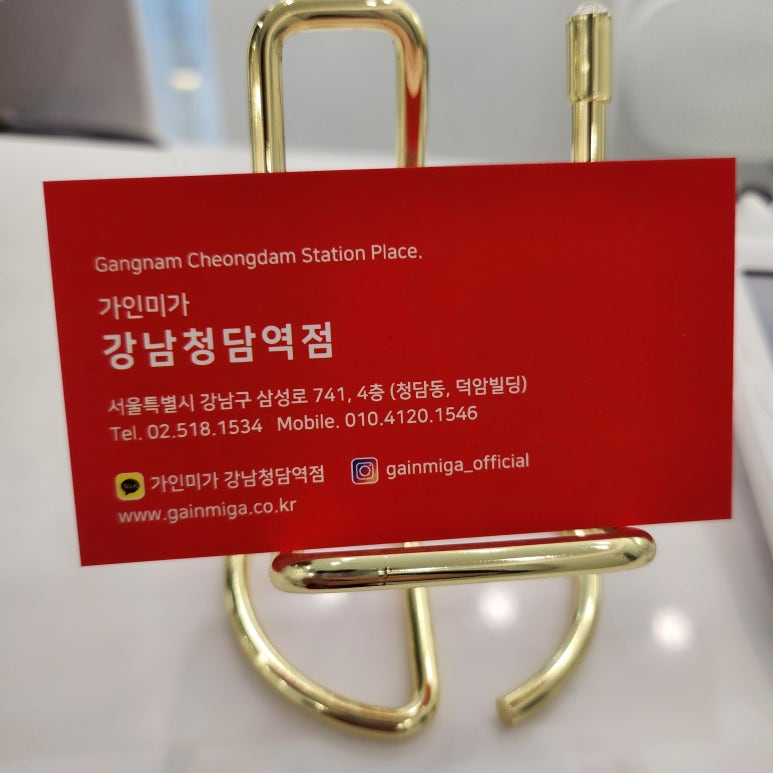 Gangnam Cheongdam Station Place.
가인미가
강남청담역점
서울특별시 강남구 삼성로 741, 4층 (청담동, 덕암빌딩)
Tel. 02.518.1534 Mobile. 010.4120.1546
가인미가 강남청담역점 gainmiga_official
www.gainmiga.co.kr